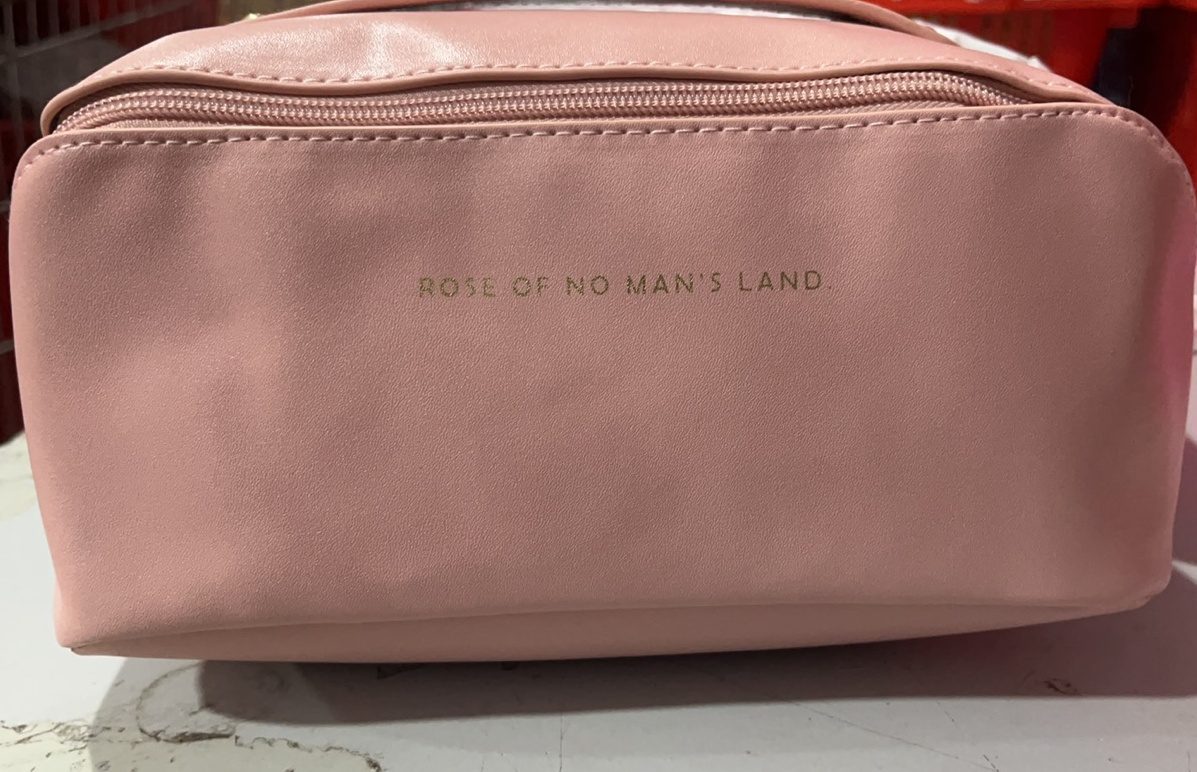 ROSE OF NO MAN'S LAND.